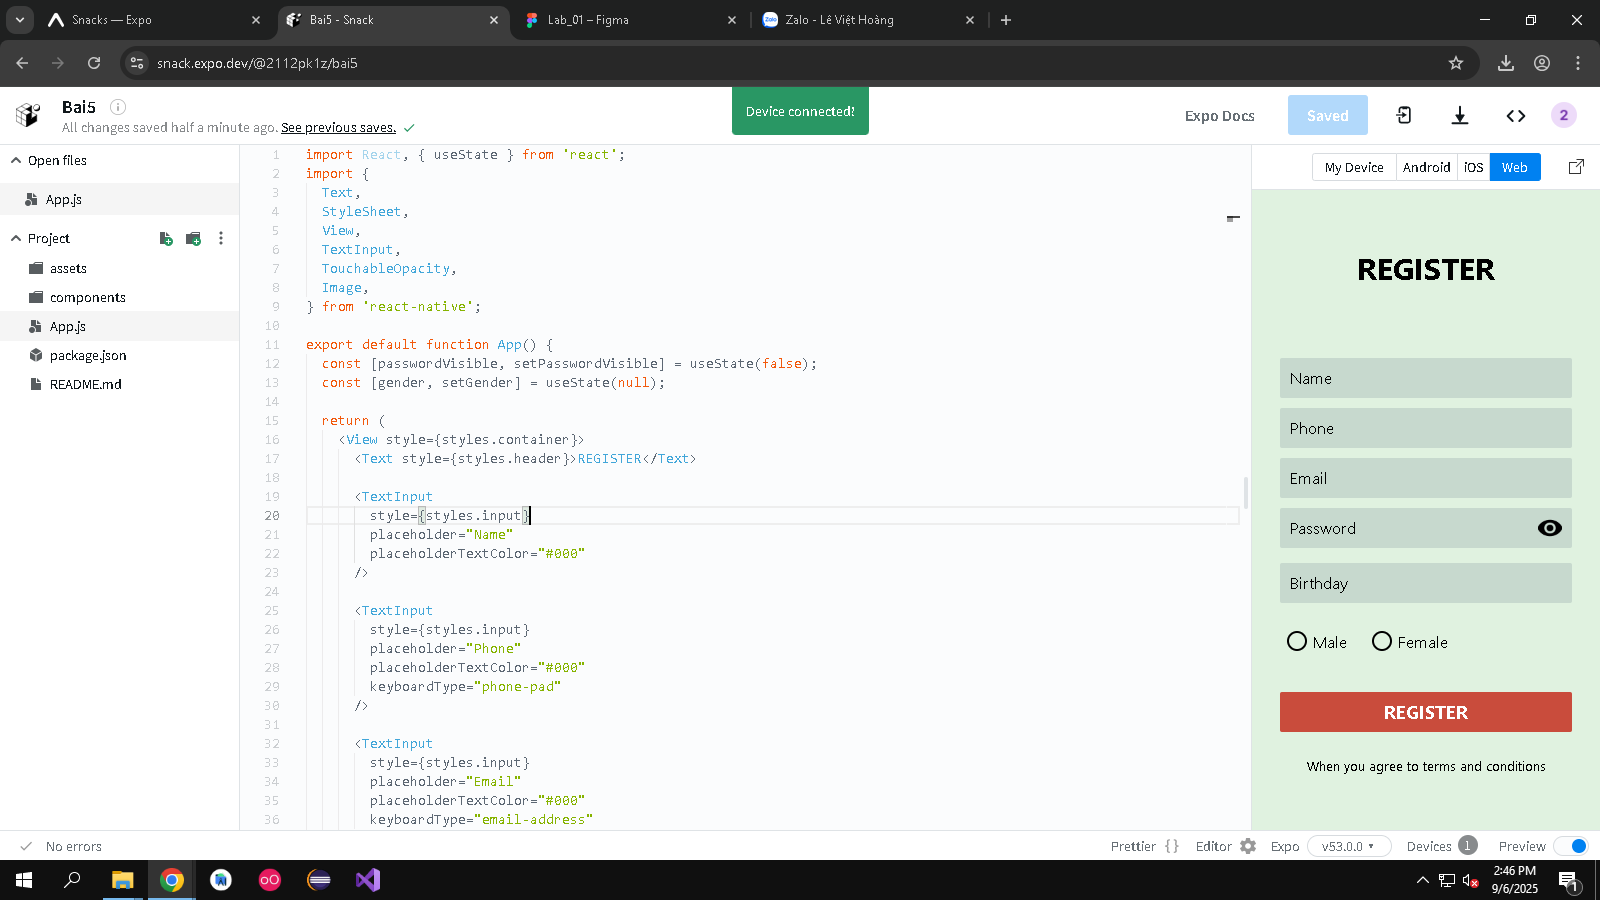 Snacks — Expo
Bai5 - Snack
Lab_01 – Figma
Zalo
Zalo - Lê Việt Hoàng
snack.expo.dev/@2112pk1z/bai5
Bai5
All changes saved half a minute ago. See previous saves.
Device connected!
Expo Docs
Saved
2
Open files
App.js
Project
assets
components
App.js
package.json
README.md
1 import React, { useState } from 'react';
2 import {
3 Text,
4 StyleSheet,
5 View,
6 TextInput,
7 TouchableOpacity,
8 Image,
9 } from 'react-native';
10
11 export default function App() {
12 const [passwordVisible, setPasswordVisible] = useState(false);
13 const [gender, setGender] = useState(null);
14
15 return (
16 <View style={styles.container}>
17 <Text style={styles.header}>REGISTER</Text>
18
19 <TextInput
20 style={styles.input}
21 placeholder="Name"
22 placeholderTextColor="#000"
23 />
24
25 <TextInput
26 style={styles.input}
27 placeholder="Phone"
28 placeholderTextColor="#000"
29 keyboardType="phone-pad"
30 />
31
32 <TextInput
33 style={styles.input}
34 placeholder="Email"
35 placeholderTextColor="#000"
36 keyboardType="email-address"
My Device Android iOS Web
REGISTER
Name
Phone
Email
Password
Birthday
Male Female
REGISTER
When you agree to terms and conditions
No errors
Prettier { } Editor Expo v53.0.0 Devices 1 Preview
2:46 PM
9/6/2025
1